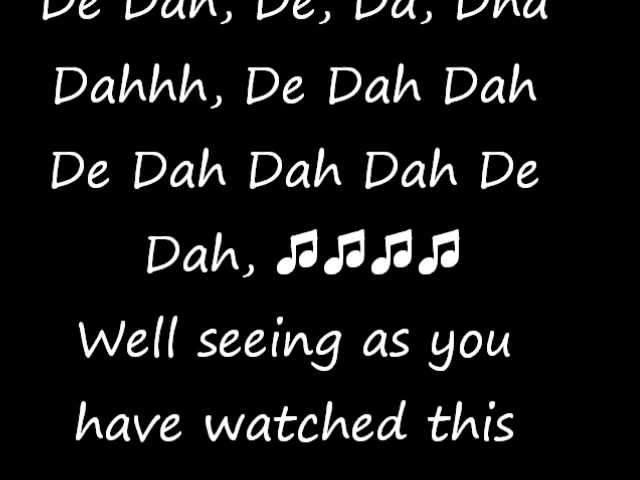 De Dah, De, Da, Dha
Dahhh, De Dah Dah
De Dah Dah Dah De
Dah, ♫♫♫♫
Well seeing as you
have watched this